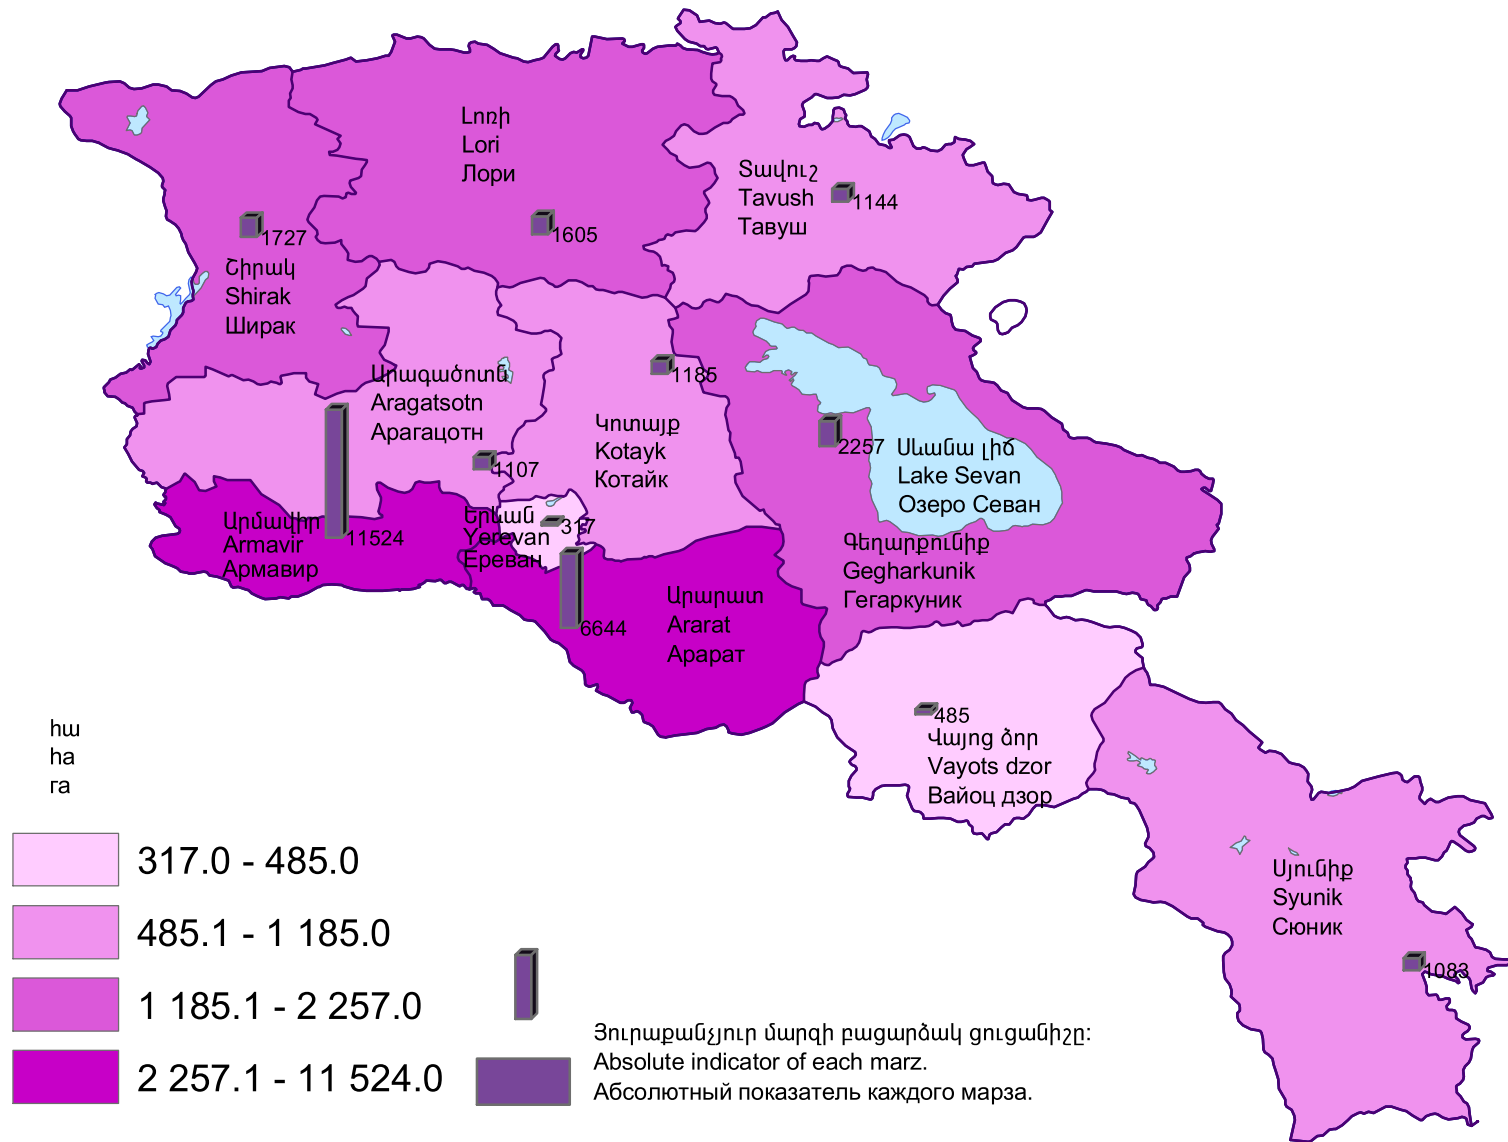 Լոռի
Lori
Лори
1605
Տավուշ
Tavush
Тавуш
1144
1727
Շիրակ
Shirak
Ширак
Արագածոտն
Aragatsotn
Арагацотн
1107
1185
Կոտայք
Kotayk
Котайк
2257
Սևանա լիճ
Lake Sevan
Озеро Севан
Գեղարքունիք
Gegharkunik
Гегаркуник
Արմավիր
Armavir
Армавир
11524
Երևան
Yerevan
Ереван
317
6644
Արարատ
Ararat
Арарат
485
Վայոց ձոր
Vayots dzor
Вайоц дзор
Սյունիք
Syunik
Сюник
1083
հա
ha
га
317.0 - 485.0
485.1 - 1 185.0
1 185.1 - 2 257.0
2 257.1 - 11 524.0
Յուրաքանչյուր մարզի բացարձակ ցուցանիշը:
Absolute indicator of each marz.
Абсолютный показатель каждого марза.